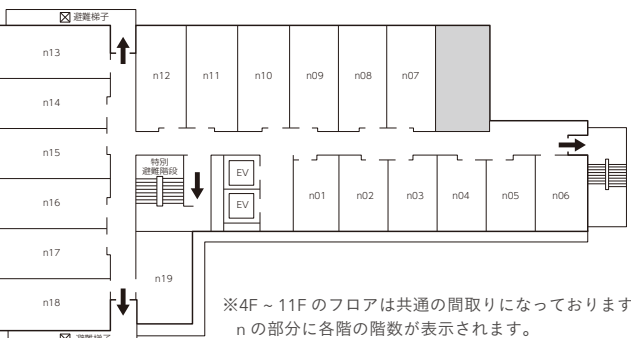 避難梯子
n13
n12
n11
n10
n09
n08
n07
n14
n15
特別
避難階段
EV
EV
n16
n01
n02
n03
n04
n05
n06
n17
n19
n18
※4F ~ 11F のフロアは共通の間取りになっております
n の部分に各階の階数が表示されます。
避難梯子